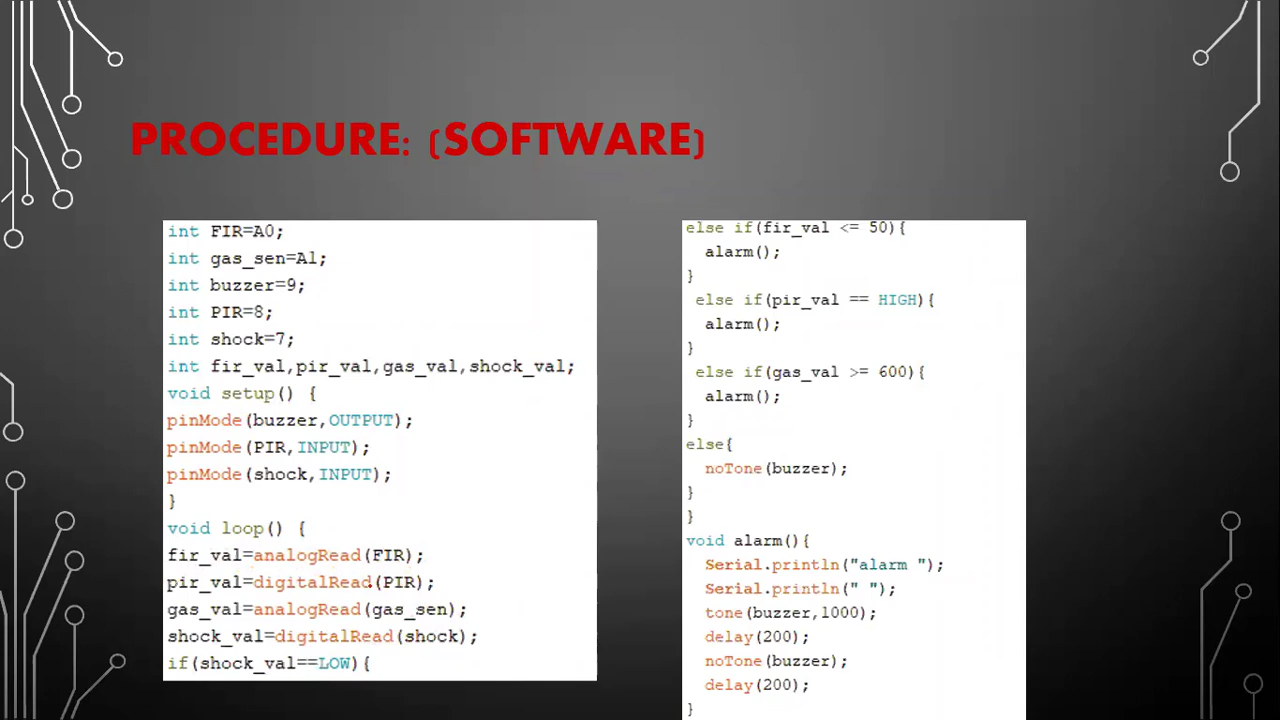 PROCEDURE: (SOFTWARE)
int FIR=A0;
int gas_sen=A1;
int buzzer=9;
int PIR=8;
int shock=7;
int fir_val,pir_val,gas_val,shock_val;
void setup() {
pinMode(buzzer,OUTPUT);
pinMode(PIR,INPUT);
pinMode(shock,INPUT);
}
void loop() {
fir_val=analogRead(FIR);
pir_val=digitalRead(PIR);
gas_val=analogRead(gas_sen);
shock_val=digitalRead(shock);
if(shock_val==LOW){
else if(fir_val <= 50){
alarm();
}
else if(pir_val == HIGH){
alarm();
}
else if(gas_val >= 600){
alarm();
}
else{
noTone(buzzer);
}
}
void alarm(){
Serial.println("alarm ");
Serial.println(" ");
tone(buzzer,1000);
delay(200);
noTone(buzzer);
delay(200);
}